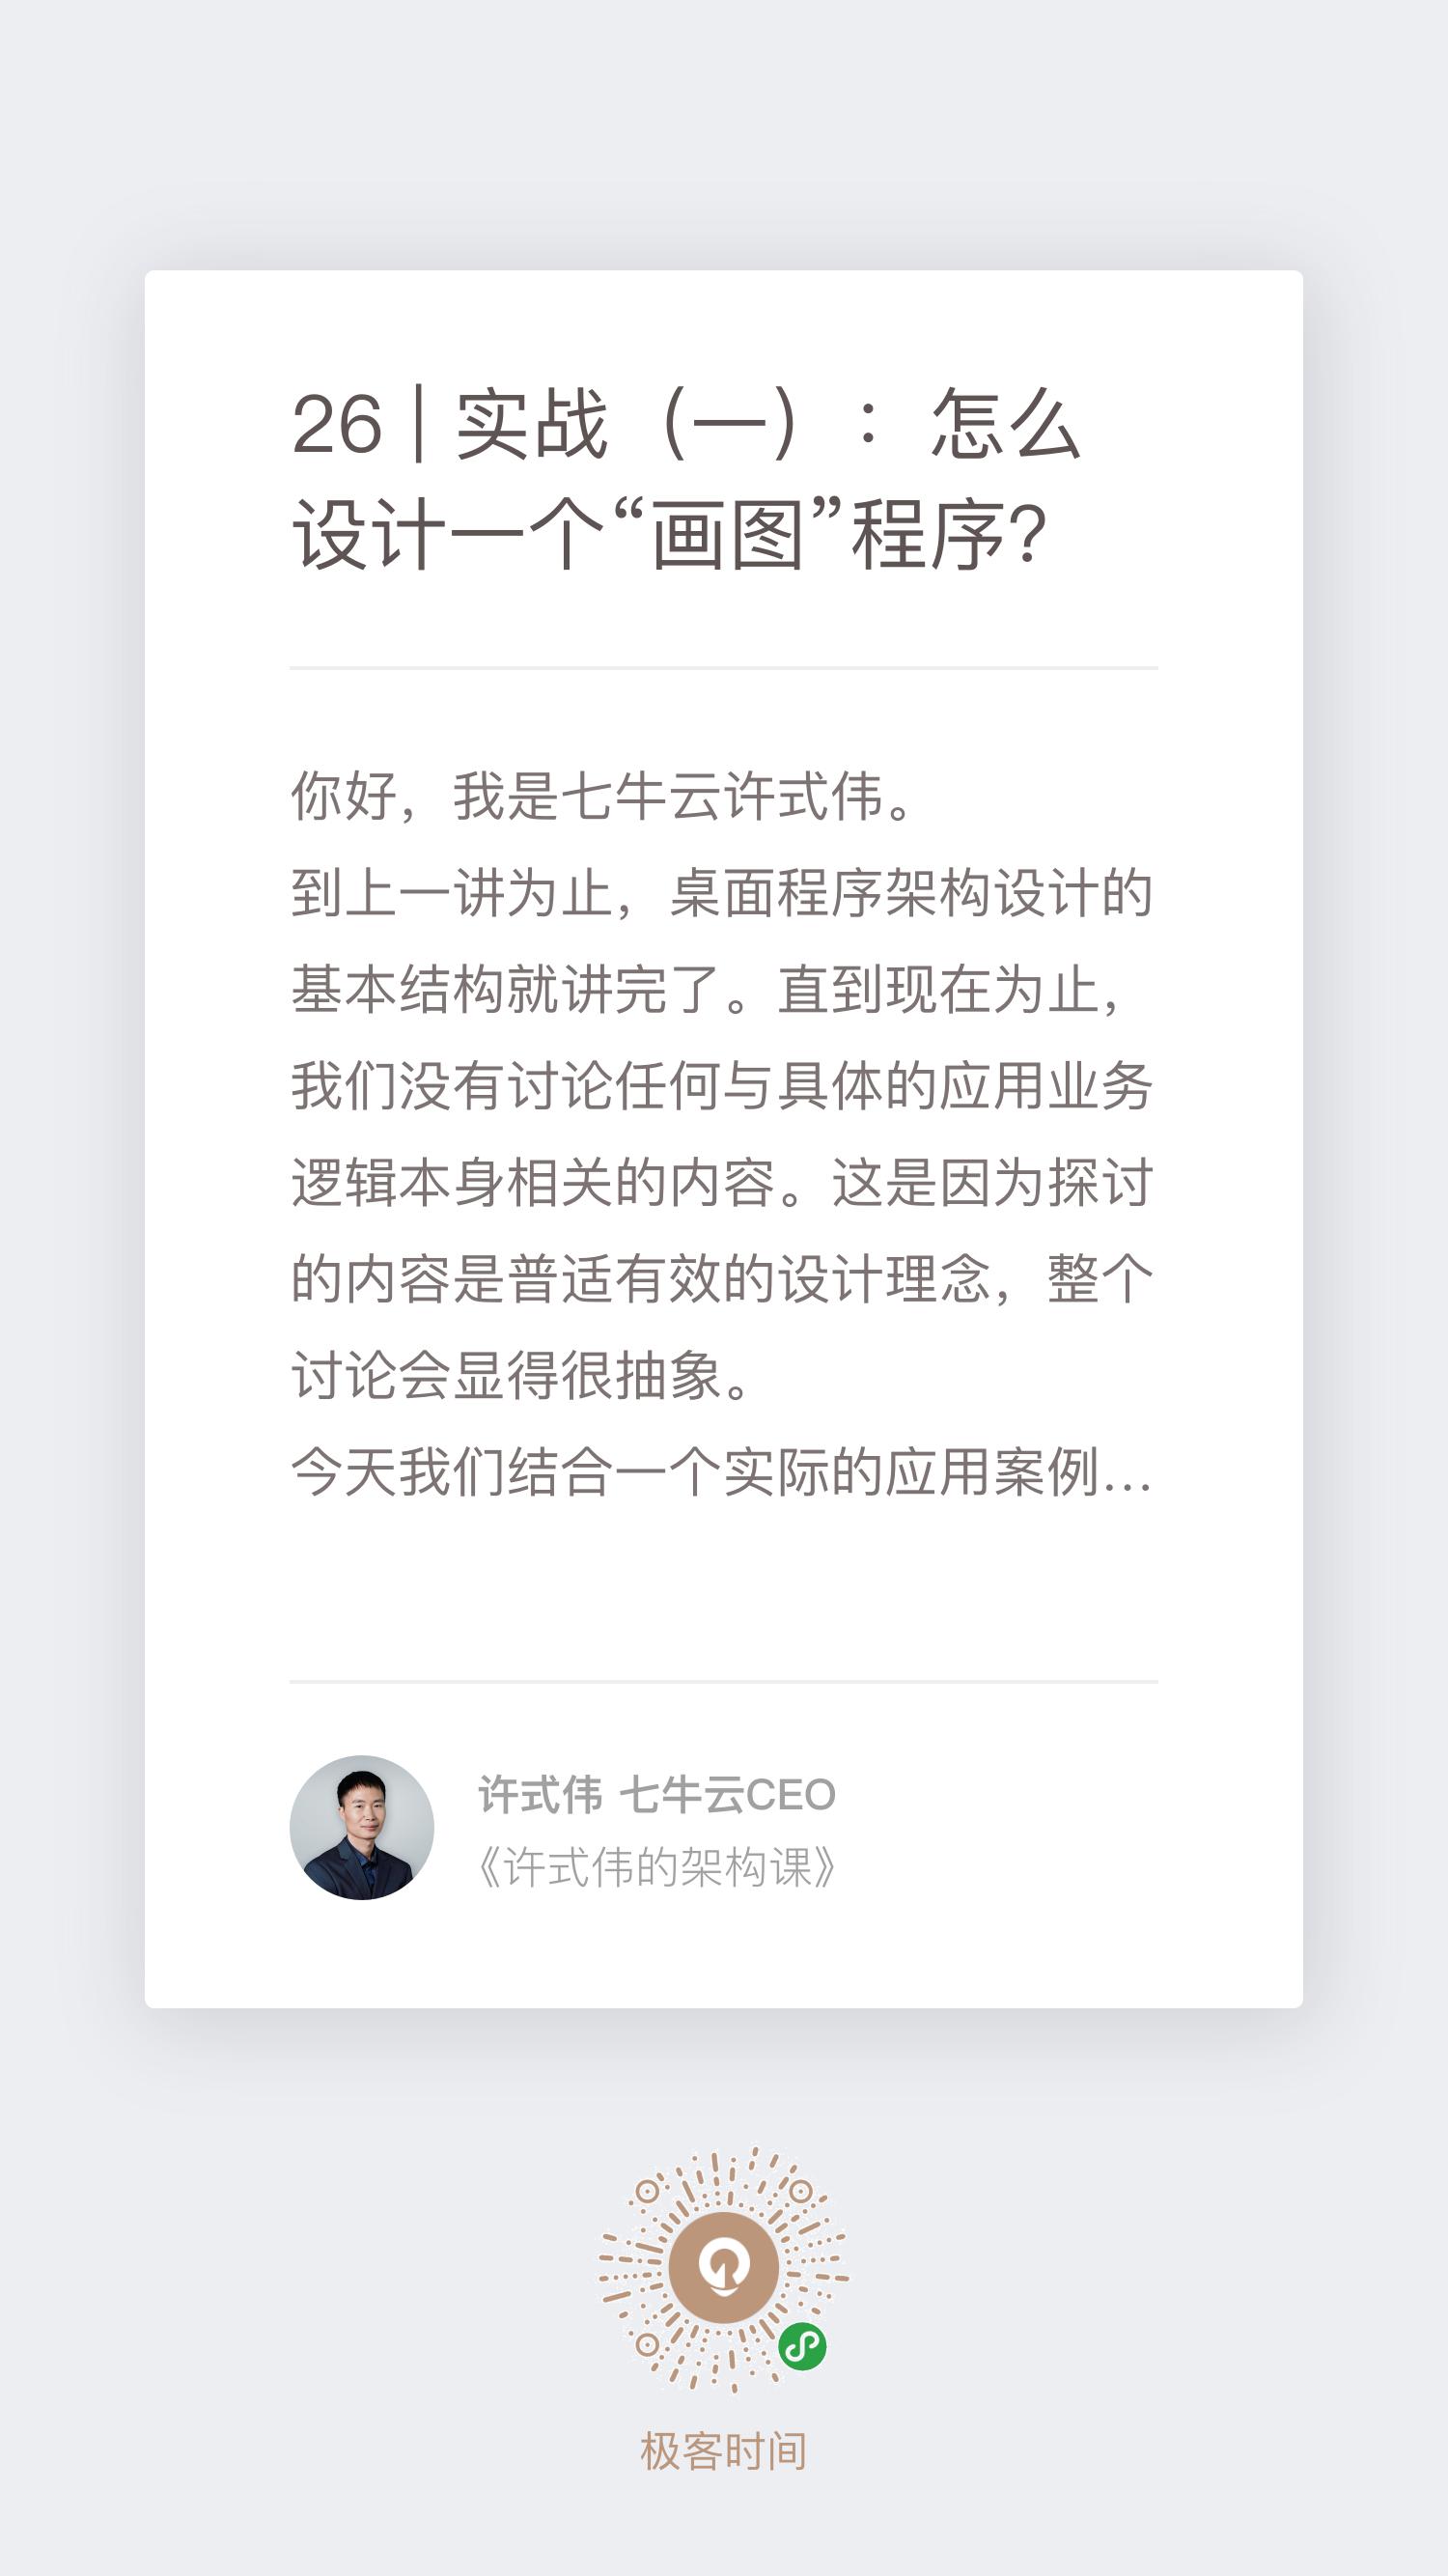 26 | 实战（一）：怎么
设计一个“画图”程序？
你好，我是七牛云许式伟。
到上一讲为止，桌面程序架构设计的
基本结构就讲完了。直到现在为止，
我们没有讨论任何与具体的应用业务
逻辑本身相关的内容。这是因为探讨
的内容是普适有效的设计理念，整个
讨论会显得很抽象。
今天我们结合一个实际的应用案例...
许式伟 七牛云CEO
《许式伟的架构课》
极客时间